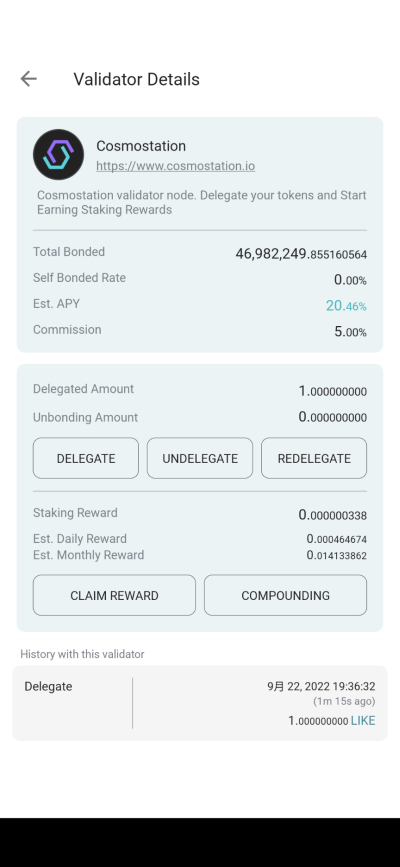 Validator Details
Cosmostation
https://www.cosmostation.io
Cosmostation validator node. Delegate your tokens and Start
Earning Staking Rewards
Total Bonded 46,982,249.855160564
Self Bonded Rate 0.00%
Est. APY 20.46%
Commission 5.00%
Delegated Amount 1.000000000
Unbonding Amount 0.000000000
DELEGATE UNDELEGATE REDELEGATE
Staking Reward 0.000000338
Est. Daily Reward 0.000464674
Est. Monthly Reward 0.014133862
CLAIM REWARD COMPOUNDING
History with this validator
Delegate 9月 22, 2022 19:36:32
(1m 15s ago)
1.000000000 LIKE